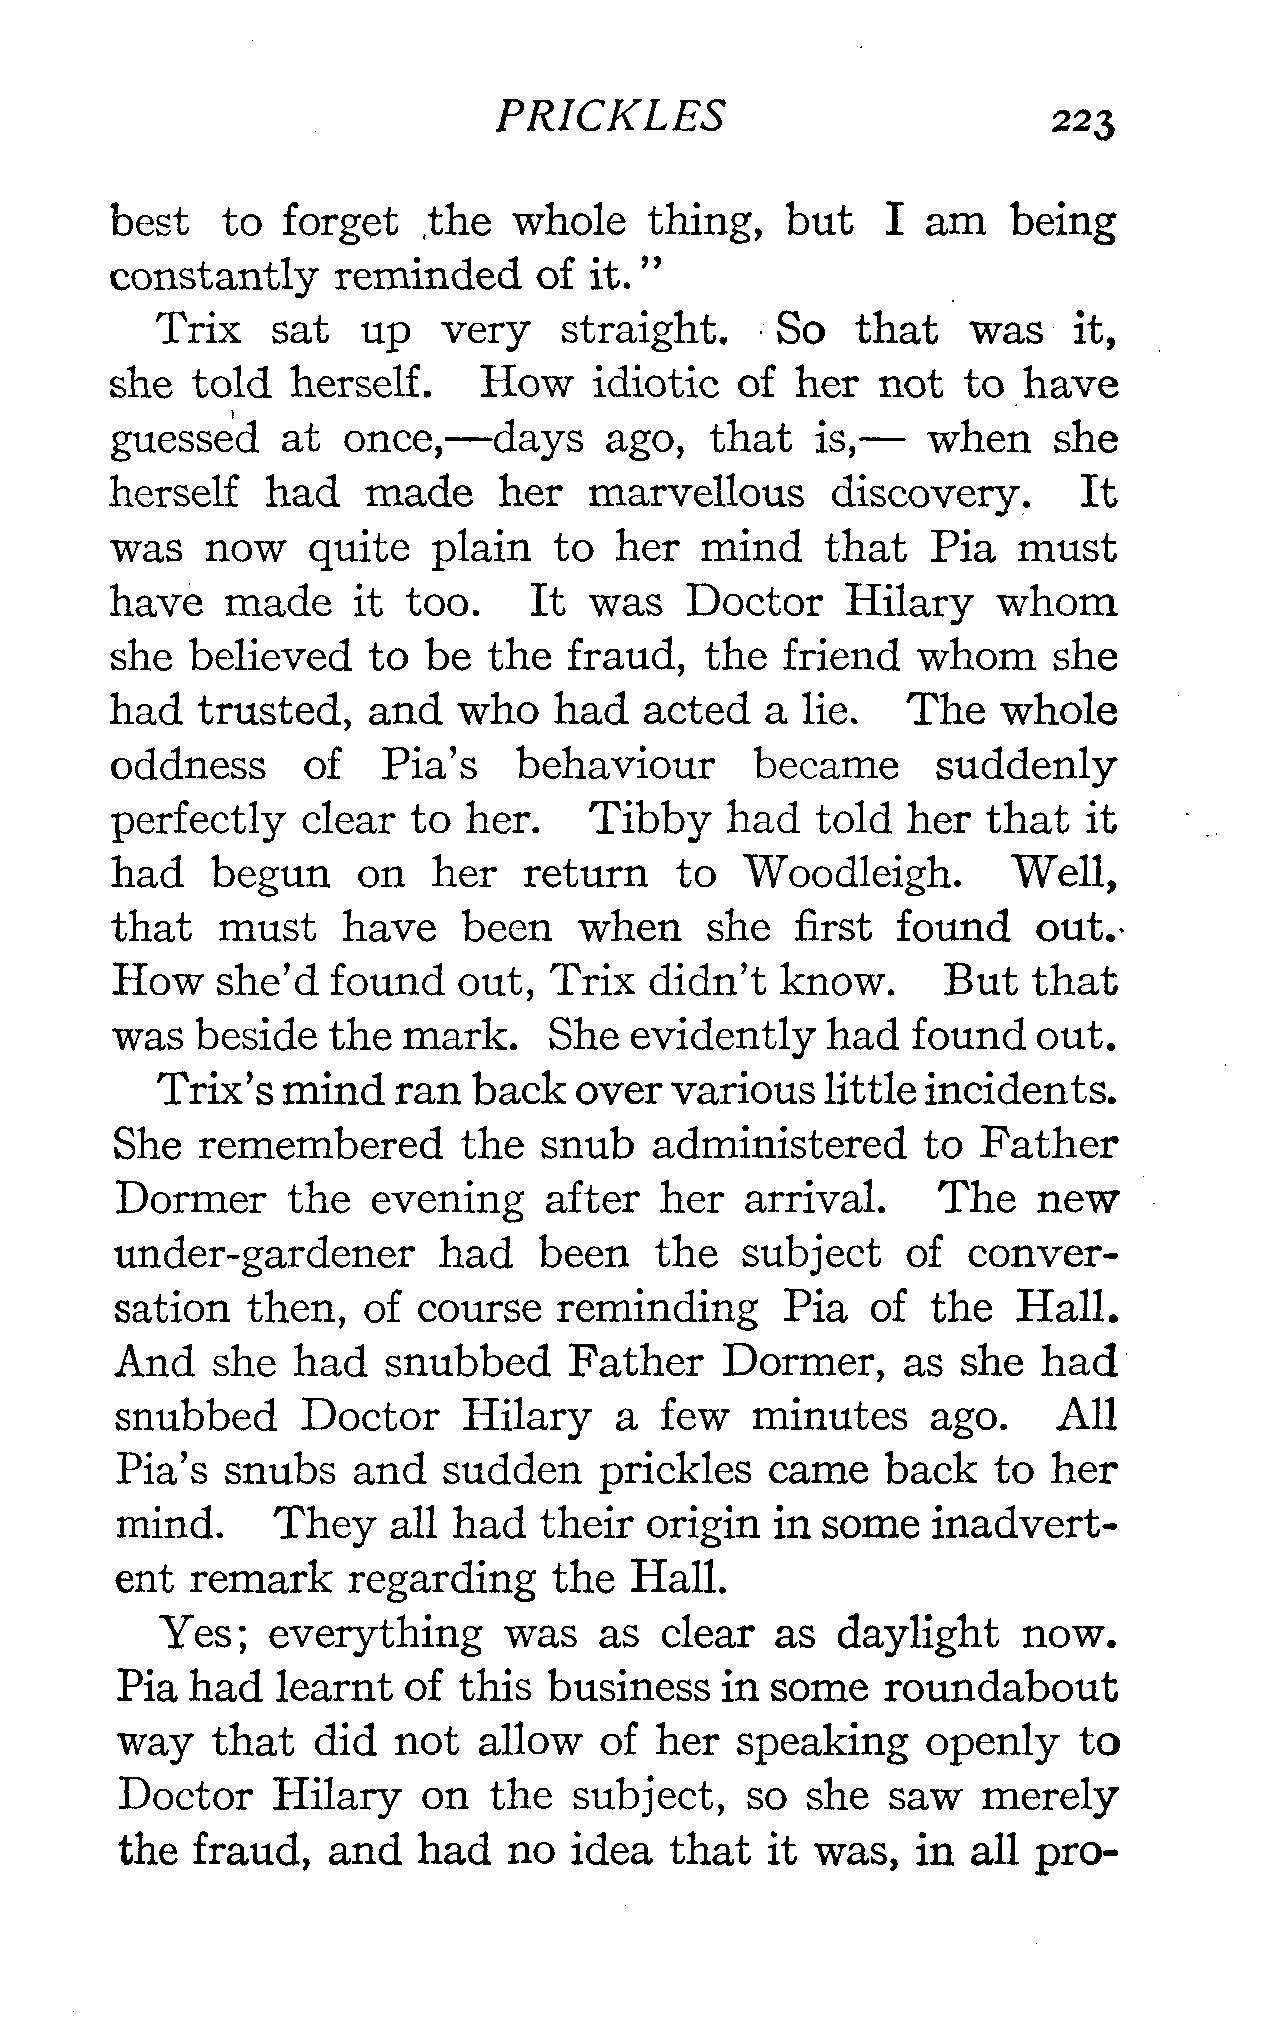 PRICKLES 223
best to forget the whole thing, but I am being
constantly reminded of it."
Trix sat up very straight. So that was it,
she told herself. How idiotic of her not to have
guessed at once,—days ago, that is,— when she
herself had made her marvellous discovery. It
was now quite plain to her mind that Pia must
have made it too. It was Doctor Hilary whom
she believed to be the fraud, the friend whom she
had trusted, and who had acted a lie. The whole
oddness of Pia's behaviour became suddenly
perfectly clear to her. Tibby had told her that it
had begun on her return to Woodleigh. Well,
that must have been when she first found out.
How she'd found out, Trix didn't know. But that
was beside the mark. She evidently had found out.
Trix's mind ran back over various little incidents.
She remembered the snub administered to Father
Dormer the evening after her arrival. The new
under-gardener had been the subject of conver-
sation then, of course reminding Pia of the Hall.
And she had snubbed Father Dormer, as she had
snubbed Doctor Hilary a few minutes ago. All
Pia's snubs and sudden prickles came back to her
mind. They all had their origin in some inadvert-
ent remark regarding the Hall.
Yes; everything was as clear as daylight now.
Pia had learnt of this business in some roundabout
way that did not allow of her speaking openly to
Doctor Hilary on the subject, so she saw merely
the fraud, and had no idea that it was, in all pro-